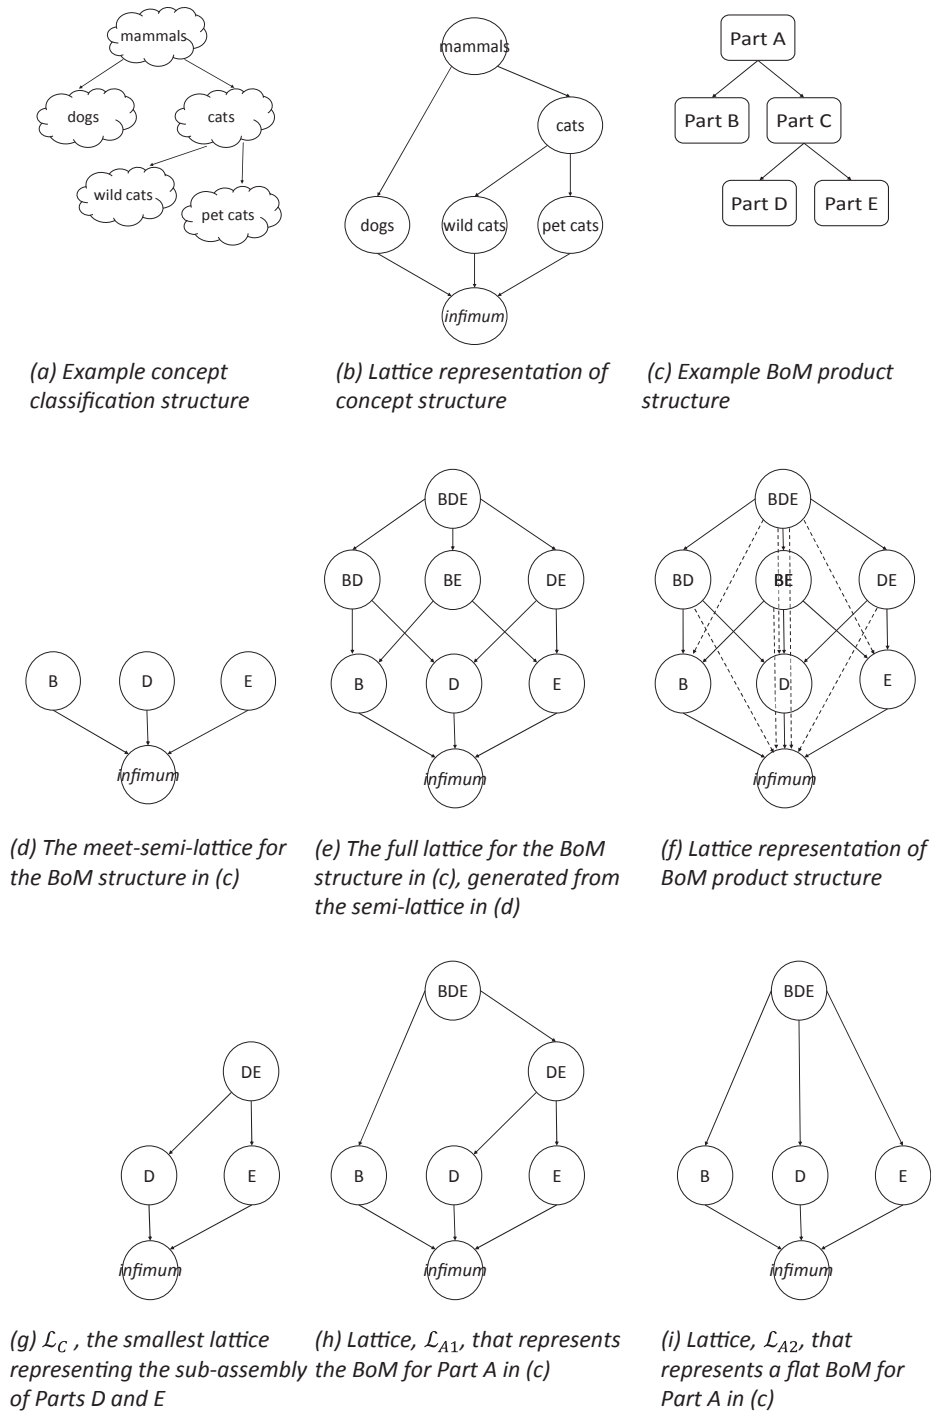 mammals
dogs
cats
wild cats
pet cats
(a) Example concept
classification structure
mammals
cats
dogs
wild cats
pet cats
infimum
(b) Lattice representation of
concept structure
Part A
Part B
Part C
Part D
Part E
(c) Example BoM product
structure
B
D
E
infimum
(d) The meet-semi-lattice for
the BoM structure in (c)
BDE
BD
BE
DE
B
D
E
infimum
(e) The full lattice for the BoM
structure in (c), generated from
the semi-lattice in (d)
BDE
BD
BE
DE
B
D
E
infimum
(f) Lattice representation of
BoM product structure
DE
D
E
infimum
(g) ℒC , the smallest lattice
representing the sub-assembly
of Parts D and E
BDE
DE
B
D
E
infimum
(h) Lattice, ℒA1, that represents
the BoM for Part A in (c)
BDE
B
D
E
infimum
(i) Lattice, ℒA2, that
represents a flat BoM for
Part A in (c)